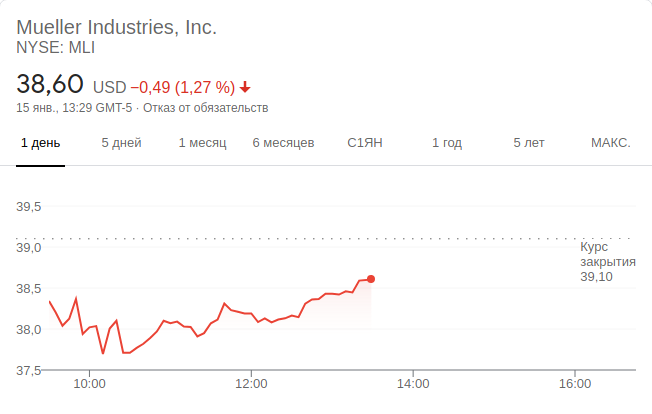 Mueller Industries, Inc.
NYSE: MLI
38,60 USD −0,49 (1,27 %)
15 янв., 13:29 GMT-5 · Отказ от обязательств
1 день 5 дней 1 месяц 6 месяцев С1ЯН 1 год 5 лет МАКС.
39,5
39,0
Курс
закрытия
39,10
38,5
38,0
37,5
10:00 12:00 14:00 16:00